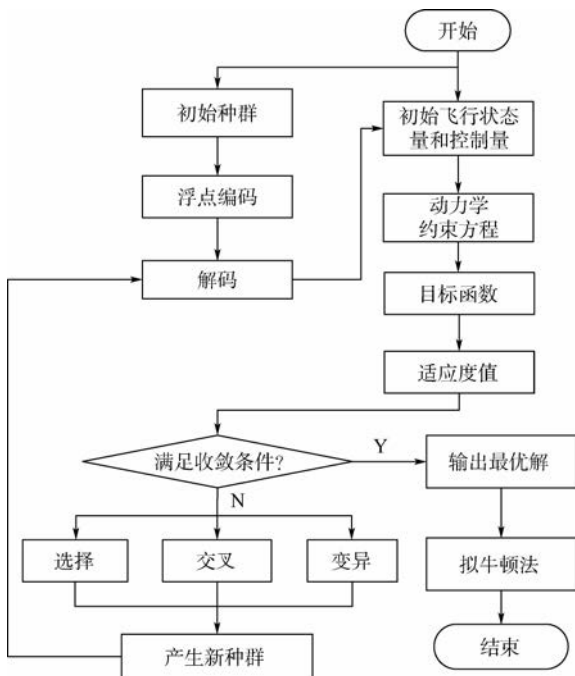 开始
初始种群
初始飞行状态
量和控制量
浮点编码
动力学
约束方程
解码
目标函数
适应度值
满足收敛条件?
Y
输出最优解
N
选择
交叉
变异
拟牛顿法
产生新种群
结束